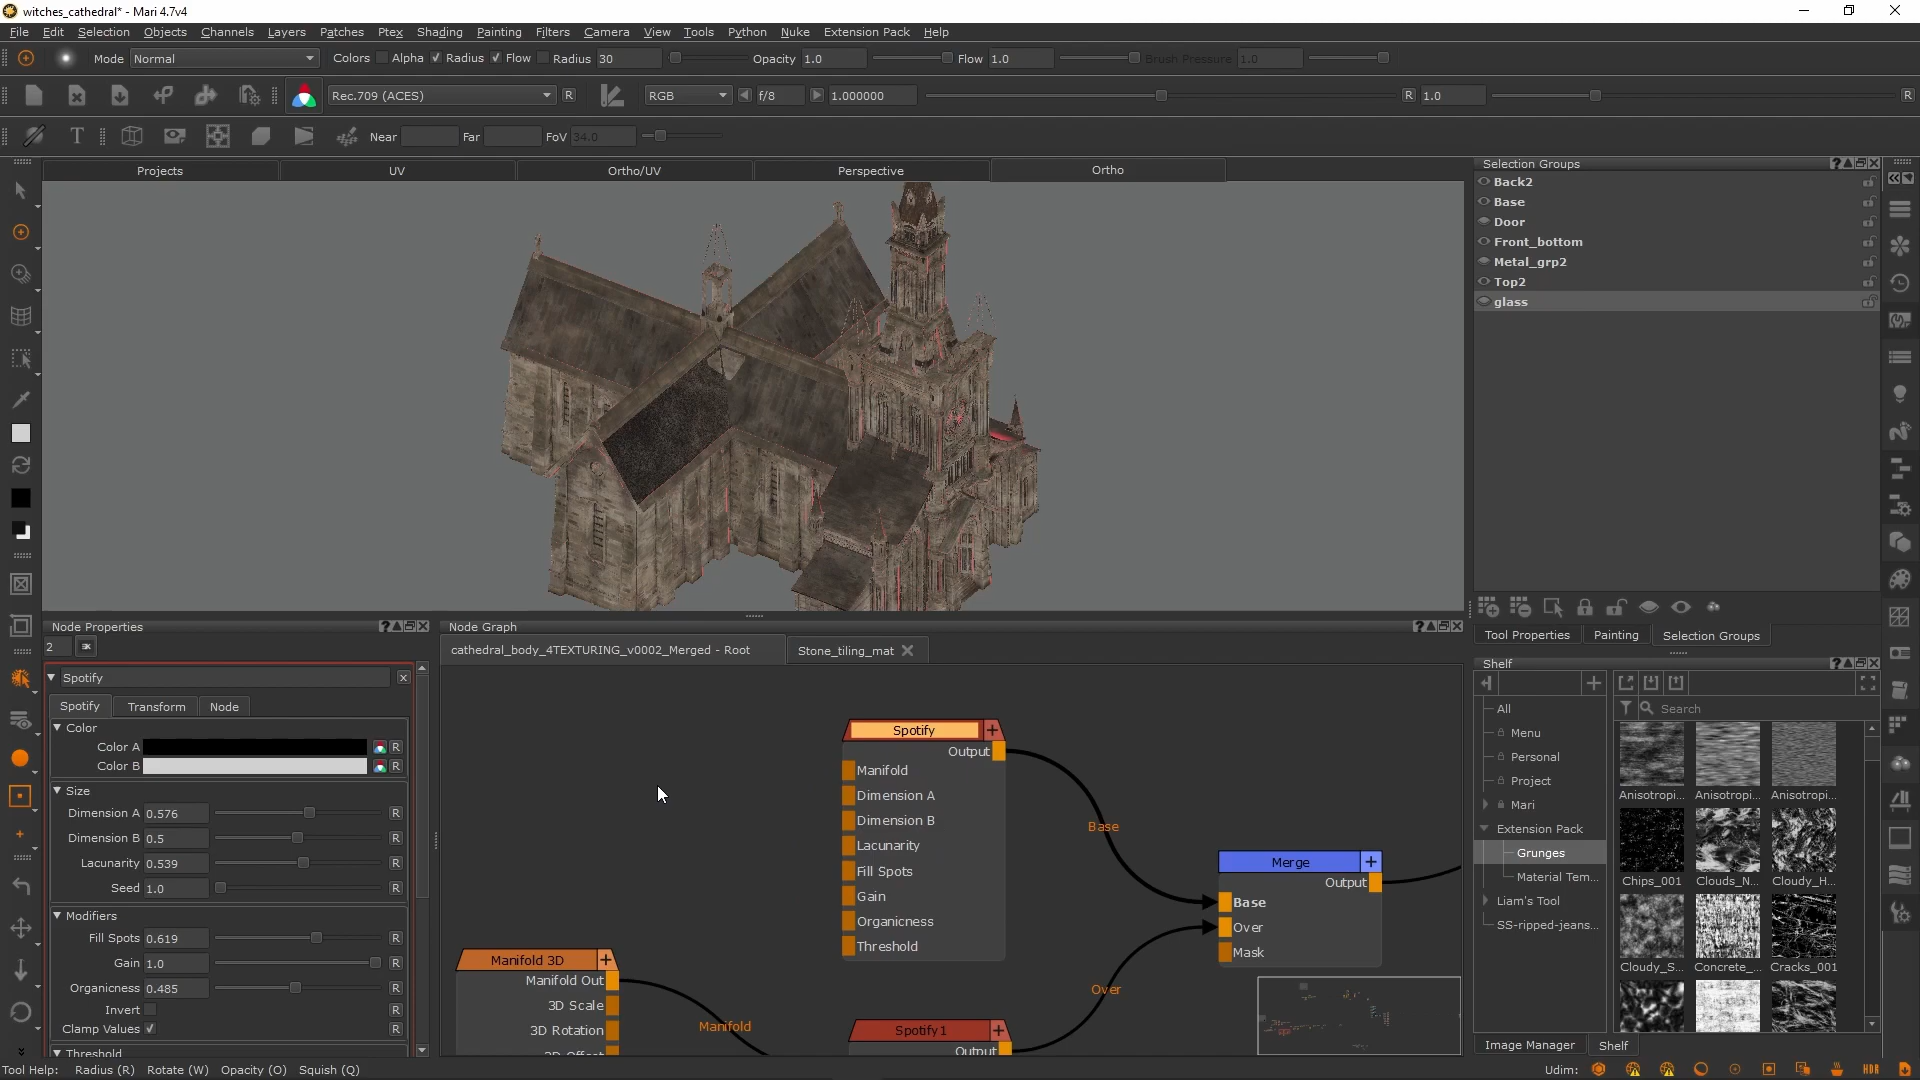 witches_cathedral* - Mari 4.7v4
File Edit Selection Objects Channels Layers Patches Ptex Shading Painting Filters Camera View Tools Python Nuke Extension Pack Help
Mode Normal Colors Alpha Radius Flow Radius 30 Opacity 1.0 Flow 1.0 Brush Pressure 1.0
Rec.709 (ACES) R RGB f/8 1.000000 R 1.0 R
Near Far FoV 34.0
Projects UV Ortho/UV Perspective Ortho
Selection Groups
Back2
Base
Door
Front_bottom
Metal_grp2
Top2
glass
Tool Properties Painting Selection Groups
Node Properties
2
Spotify
Spotify Transform Node
Color
Color A R
Color B R
Size
Dimension A 0.576 R
Dimension B 0.5 R
Lacunarity 0.539 R
Seed 1.0 R
Modifiers
Fill Spots 0.619 R
Gain 1.0 R
Organicness 0.485 R
Invert R
Clamp Values R
Threshold
Node Graph
cathedral_body_4TEXTURING_v0002_Merged - Root Stone_tiling_mat
Spotify
Output
Manifold
Dimension A
Dimension B
Lacunarity
Fill Spots
Gain
Organicness
Threshold
Base
Merge
Output
Base
Over
Mask
Over
Manifold 3D
Manifold Out
3D Scale
3D Rotation
3D Offset
Manifold
Spotify1
Output
Shelf
Search
All
Menu
Personal
Project
Mari
Extension Pack
Grunges
Material Tem...
Liam's Tool
SS-ripped-jeans...
Anisotropi... Anisotropi... Anisotropi...
Chips_001 Clouds_N... Cloudy_H...
Cloudy_S... Concrete_... Cracks_001
Image Manager Shelf
Tool Help: Radius (R) Rotate (W) Opacity (O) Squish (Q)
Udim: HDR